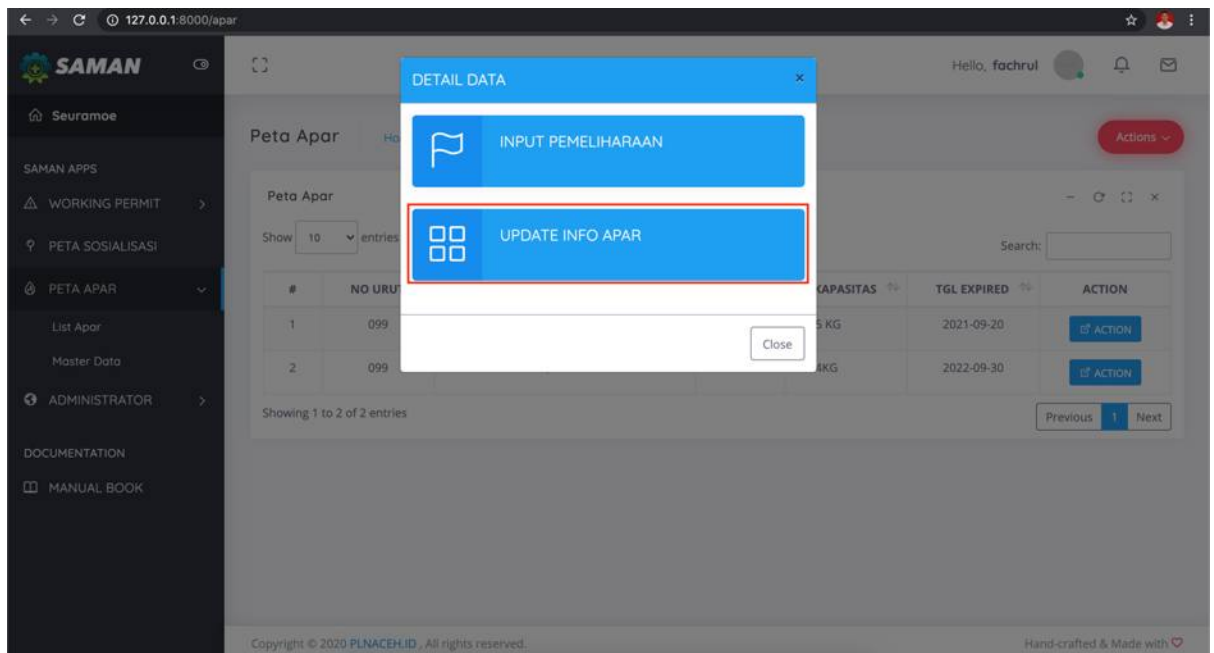 127.0.0.1:8000/apar
SAMAN
Hello, fachrul
DETAIL DATA
×
Seuramoe
Peta Apar
Ho
INPUT PEMELIHARAAN
Actions
SAMAN APPS
WORKING PERMIT
Peta Apar
UPDATE INFO APAR
Show 10 entries
Search:
PETA SOSIALISASI
PETA APAR
# NO URUT KAPASITAS TGL EXPIRED ACTION
List Apar
1 099 5 KG 2021-09-20 ACTION
Close
Master Data
2 099 4KG 2022-09-30 ACTION
ADMINISTRATOR
Showing 1 to 2 of 2 entries
Previous 1 Next
DOCUMENTATION
MANUAL BOOK
Copyright © 2020 PLNACEH.ID , All rights reserved.
Hand-crafted & Made with